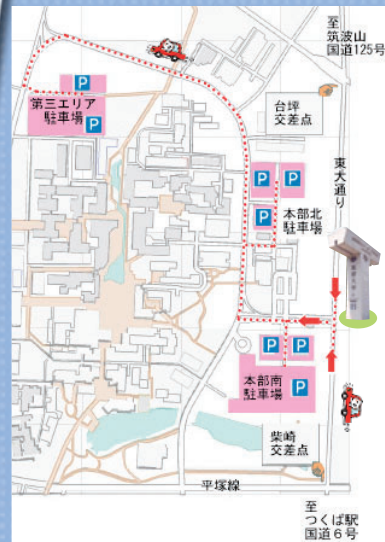 至
筑波山
国道125号
P
第三エリア
駐車場
P
台坪
交差点
東大通り
P
P
P
本部北
駐車場
P
P
本部南
駐車場
P
柴崎
交差点
平塚線
至
つくば駅
国道6号